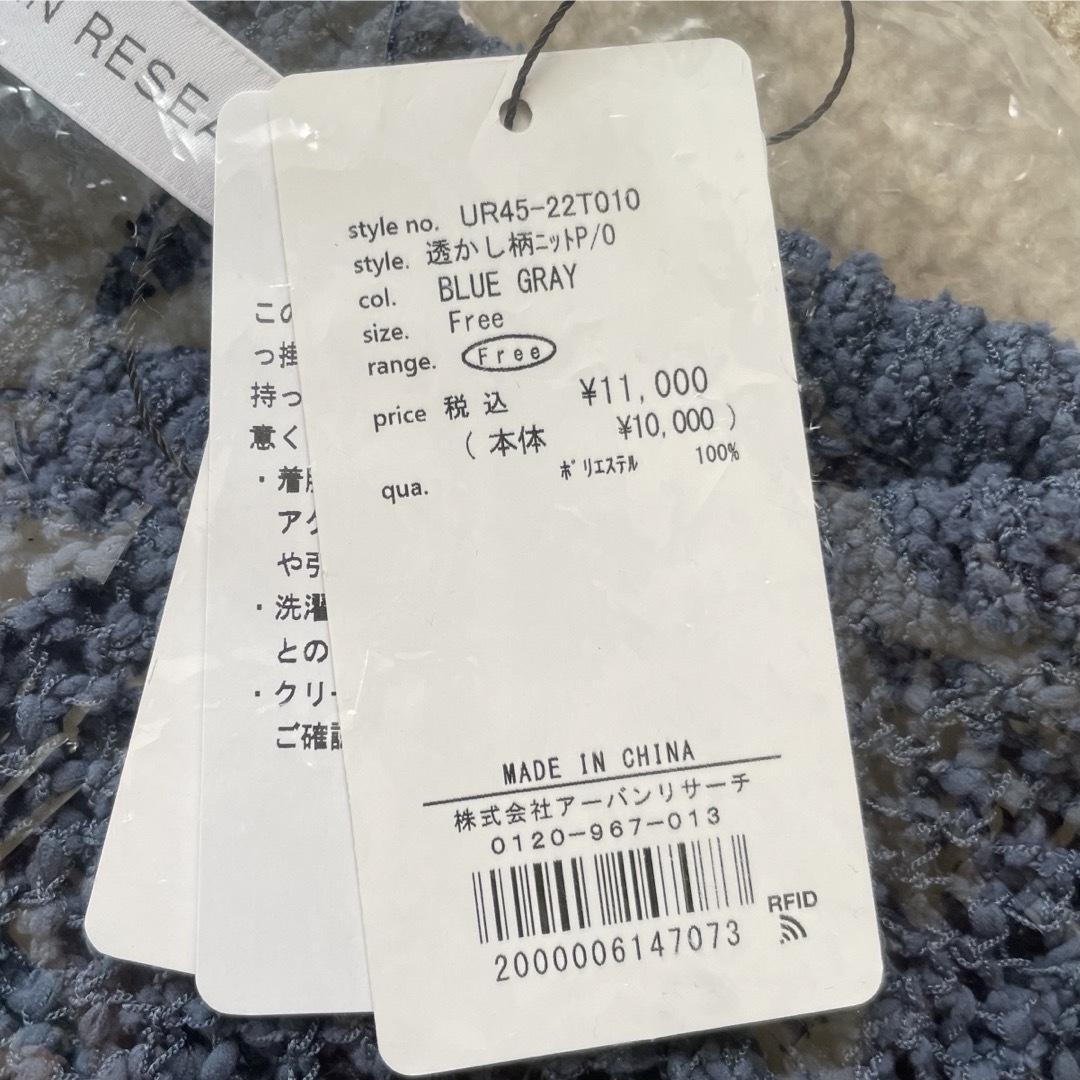 RESEA
style no. UR45-22T010
style. 透かし柄ニットP/O
col. BLUE GRAY
size. Free
range. Free
price 税込 ¥11,000
(本体 ¥10,000)
qua. ポリエステル 100%
MADE IN CHINA
株式会社アーバンリサーチ
0120-967-013
2000006147073
RFID
この
っ掛
持っ
意く
・着
アク
や引
・洗濯
との
・クリー
ご確認